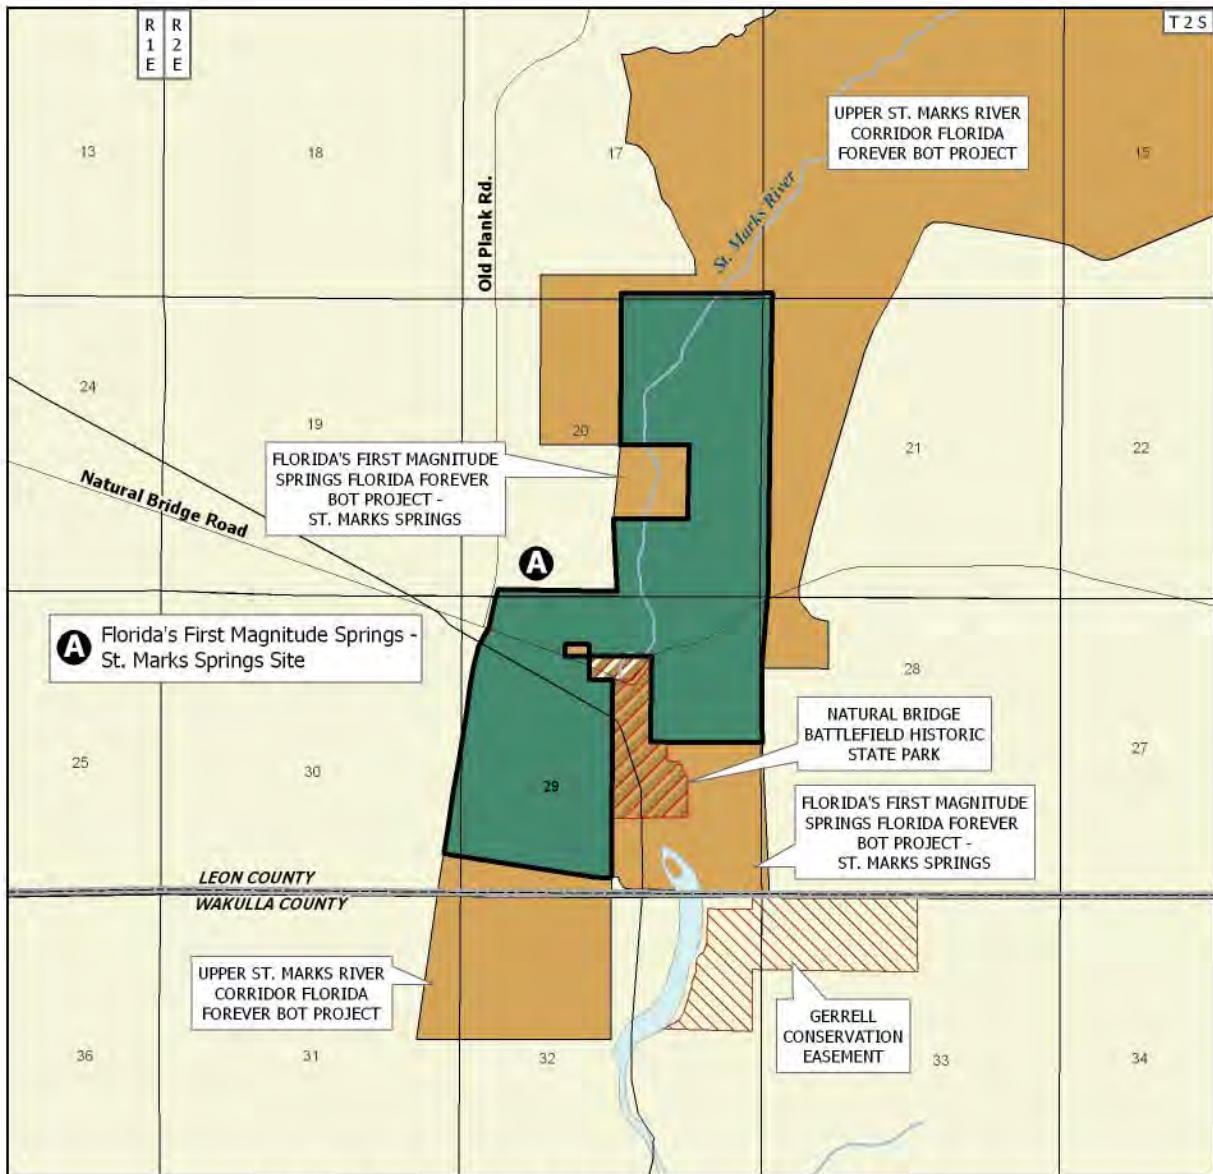 R
1
E
R
2
E
T 2 S
UPPER ST. MARKS RIVER
CORRIDOR FLORIDA
FOREVER BOT PROJECT
13
18
17
15
Old Plank Rd.
St. Marks River
24
19
20
21
22
FLORIDA'S FIRST MAGNITUDE
SPRINGS FLORIDA FOREVER
BOT PROJECT -
ST. MARKS SPRINGS
Natural Bridge Road
A
A
Florida's First Magnitude Springs -
St. Marks Springs Site
28
NATURAL BRIDGE
BATTLEFIELD HISTORIC
STATE PARK
25
30
29
27
FLORIDA'S FIRST MAGNITUDE
SPRINGS FLORIDA FOREVER
BOT PROJECT -
ST. MARKS SPRINGS
LEON COUNTY
WAKULLA COUNTY
UPPER ST. MARKS RIVER
CORRIDOR FLORIDA
FOREVER BOT PROJECT
GERRELL
CONSERVATION
EASEMENT
36
31
32
33
34